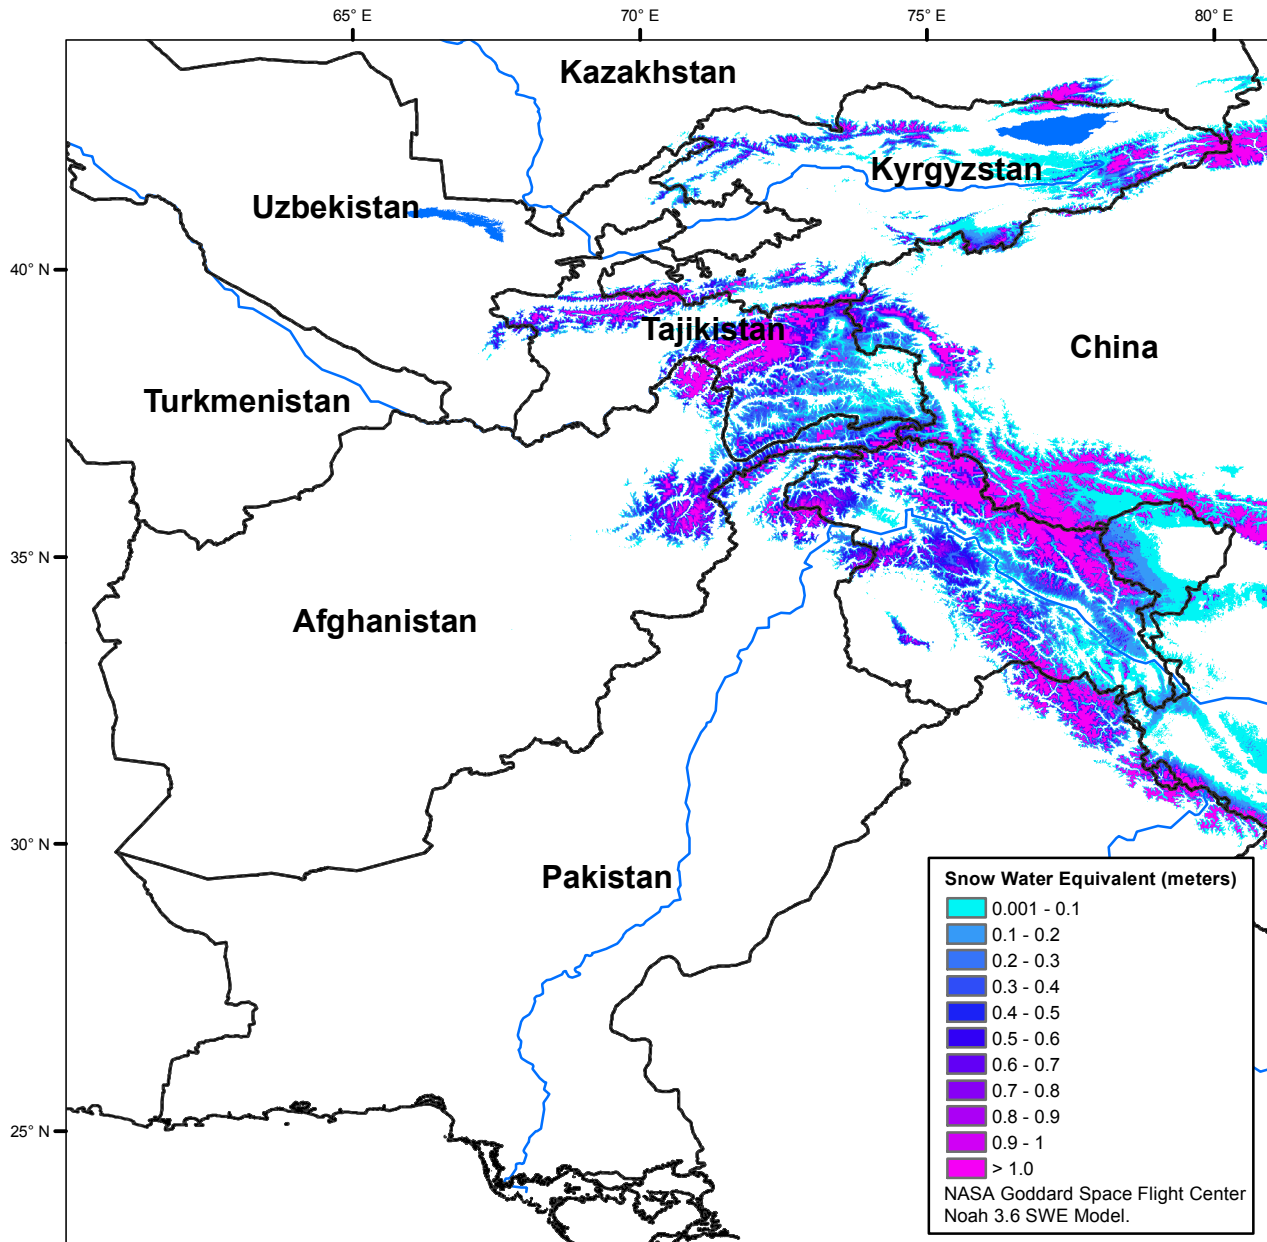 65° E
70° E
75° E
80° E
Kazakhstan
Kyrgyzstan
Uzbekistan
40° N
Tajikistan
China
Turkmenistan
35° N
Afghanistan
30° N
Pakistan
Snow Water Equivalent (meters)
0.001 - 0.1
0.1 - 0.2
0.2 - 0.3
0.3 - 0.4
0.4 - 0.5
0.5 - 0.6
0.6 - 0.7
0.7 - 0.8
0.8 - 0.9
0.9 - 1
> 1.0
25° N
NASA Goddard Space Flight Center
Noah 3.6 SWE Model.